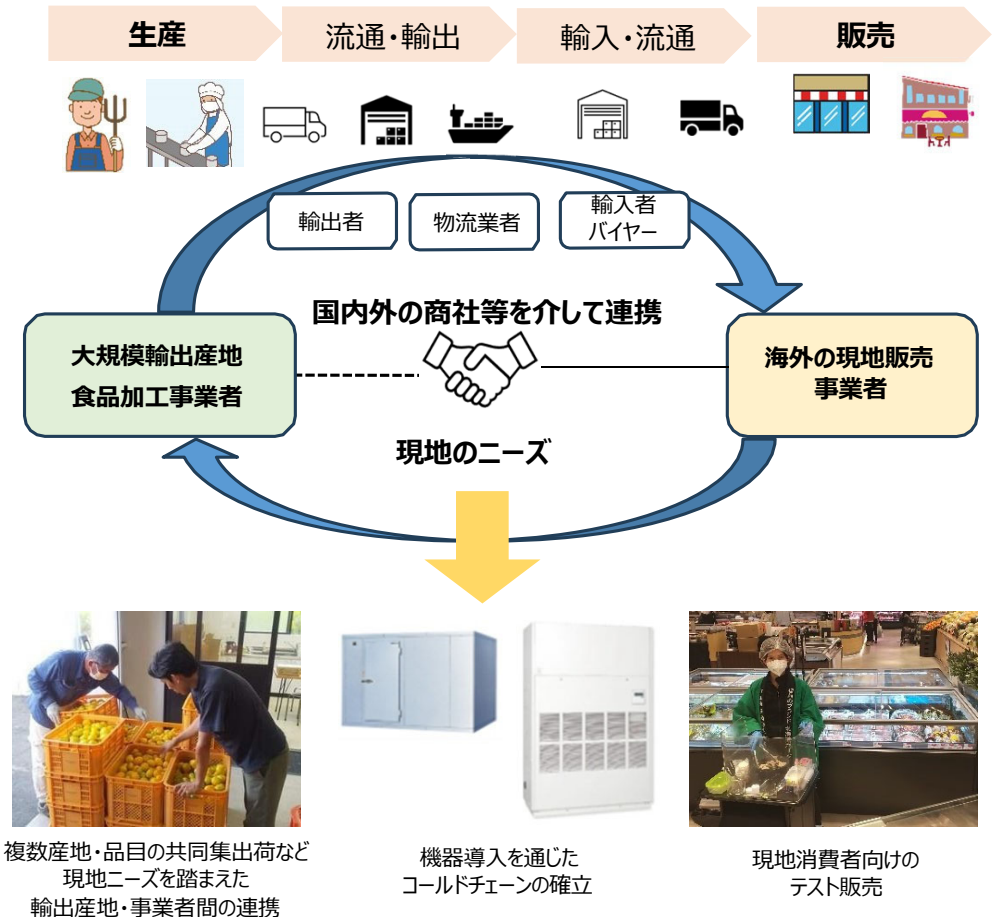 生産
流通・輸出
輸入・流通
販売
輸出者
物流業者
輸入者
バイヤー
国内外の商社等を介して連携
大規模輸出産地
食品加工事業者
海外の現地販売
事業者
現地のニーズ
複数産地・品目の共同集出荷など
現地ニーズを踏まえた
輸出産地・事業者間の連携
機器導入を通じた
コールドチェーンの確立
現地消費者向けの
テスト販売